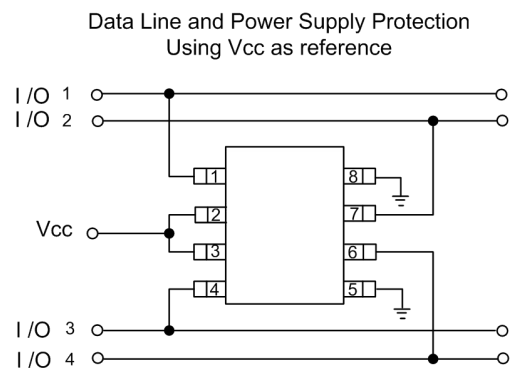 Data Line and Power Supply Protection
Using Vcc as reference
I /O 1
I /O 2
1 8
2 7
Vcc
3 6
4 5
I /O 3
I /O 4